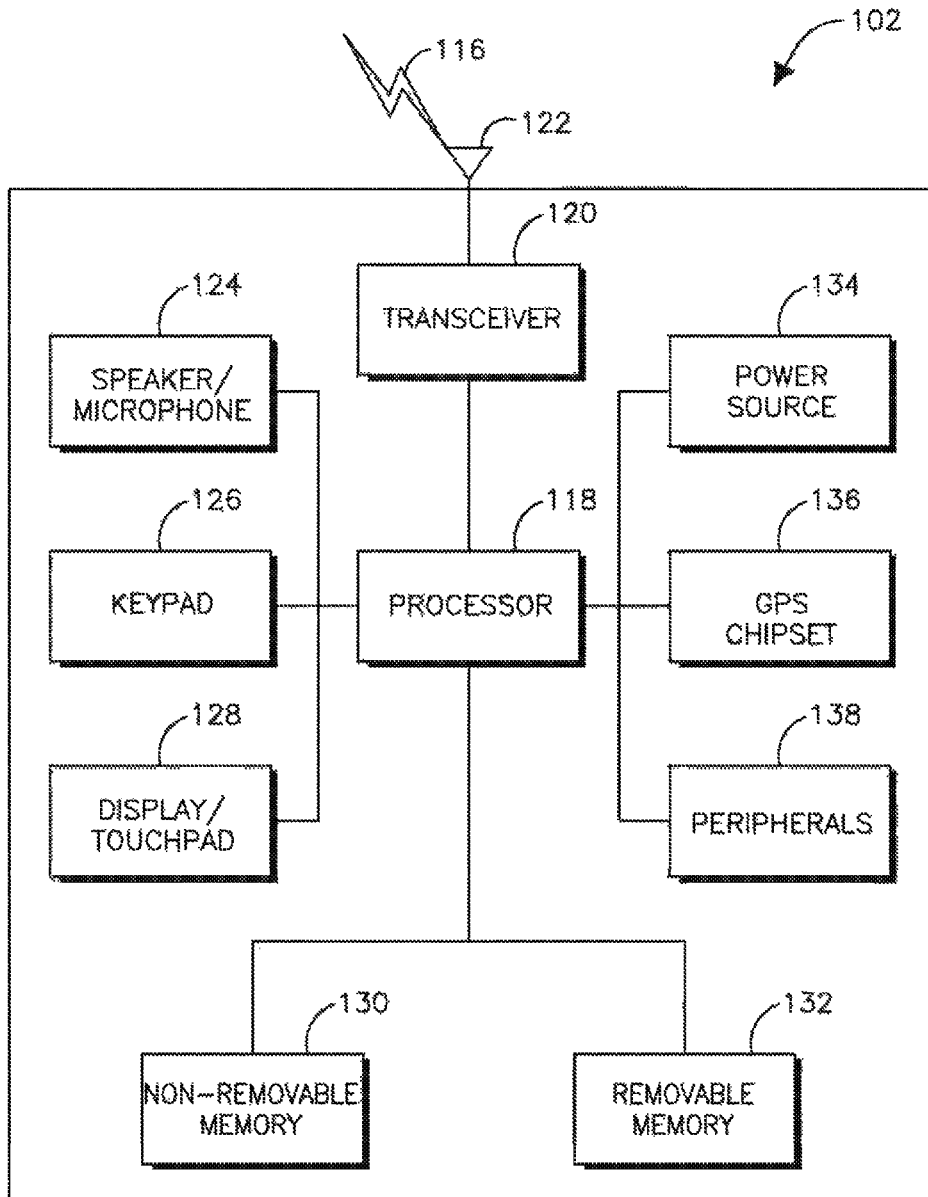 102
116
122
120
TRANSCEIVER
124
SPEAKER/
MICROPHONE
134
POWER
SOURCE
126
KEYPAD
118
PROCESSOR
136
GPS
CHIPSET
128
DISPLAY/
TOUCHPAD
138
PERIPHERALS
130
NON-REMOVABLE
MEMORY
132
REMOVABLE
MEMORY